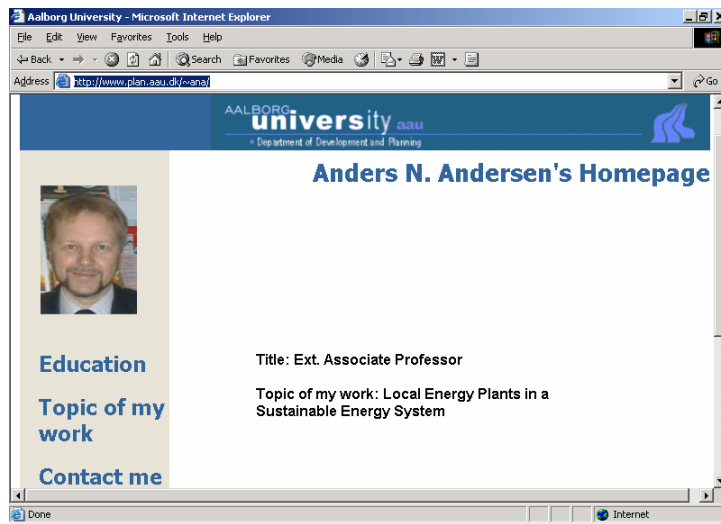 Aalborg University - Microsoft Internet Explorer
File Edit View Favorites Tools Help
Back Search Favorites Media
Address http://www.plan.aau.dk/~ana/ Go
AALBORG
university aau
Department of Development and Planning
Anders N. Andersen's Homepage
Title: Ext. Associate Professor
Education
Topic of my work: Local Energy Plants in a
Sustainable Energy System
Topic of my
work
Contact me
Done Internet